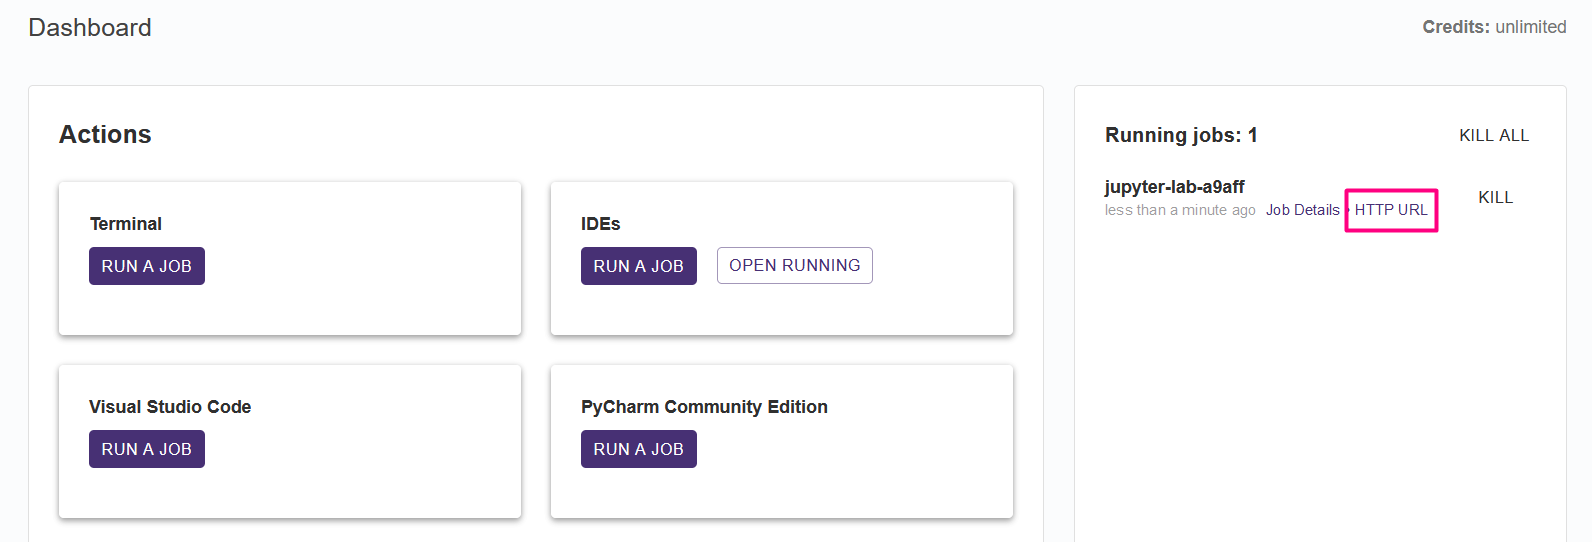 Dashboard
Credits: unlimited
Actions
Terminal
RUN A JOB
IDEs
RUN A JOB
OPEN RUNNING
Visual Studio Code
RUN A JOB
PyCharm Community Edition
RUN A JOB
Running jobs: 1
KILL ALL
jupyter-lab-a9aff
less than a minute ago Job Details • HTTP URL
KILL